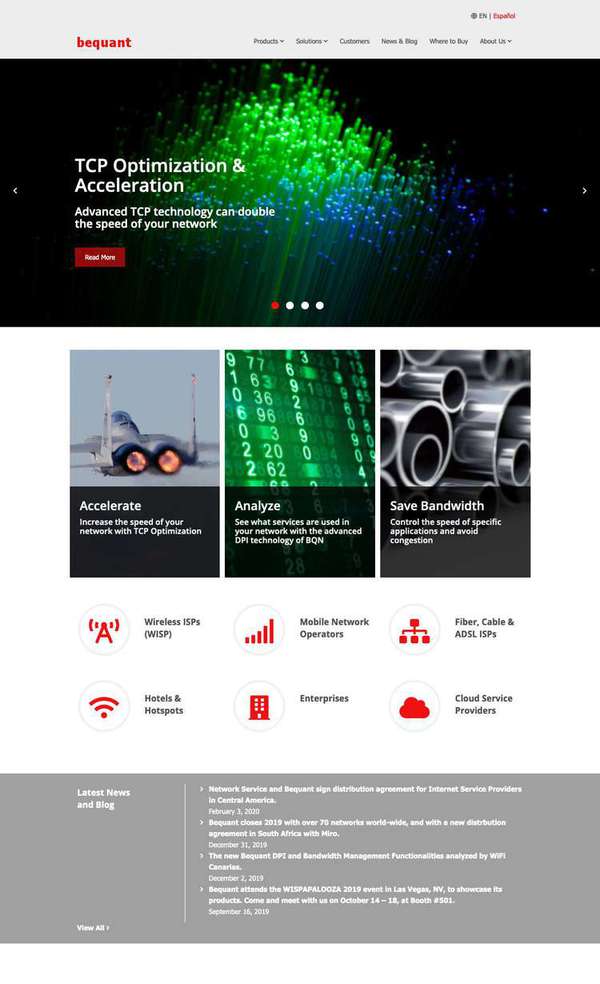 EN | Español
bequant
Products
Solutions
Customers
News & Blog
Where to Buy
About Us
TCP Optimization &
Acceleration
Advanced TCP technology can double
the speed of your network
Read More
Accelerate
Increase the speed of your
network with TCP Optimization
Analyze
See what services are used in
your network with the advanced
DPI technology of BQN
Save Bandwidth
Control the speed of specific
applications and avoid
congestion
Wireless ISPs
(WISP)
Mobile Network
Operators
Fiber, Cable &
ADSL ISPs
Hotels &
Hotspots
Enterprises
Cloud Service
Providers
Latest News
and Blog
Network Service and Bequant sign distribution agreement for Internet Service Providers
in Central America.
February 3, 2020
Bequant closes 2019 with over 70 networks world-wide, and with a new distrbution
agreement in South Africa with Miro.
December 31, 2019
The new Bequant DPI and Bandwidth Management Functionalities analyzed by WiFi
Canarias.
December 2, 2019
Bequant attends the WISPAPALOOZA 2019 event in Las Vegas, NV, to showcase its
products. Come and meet with us on October 14 – 18, at Booth #501.
September 16, 2019
View All